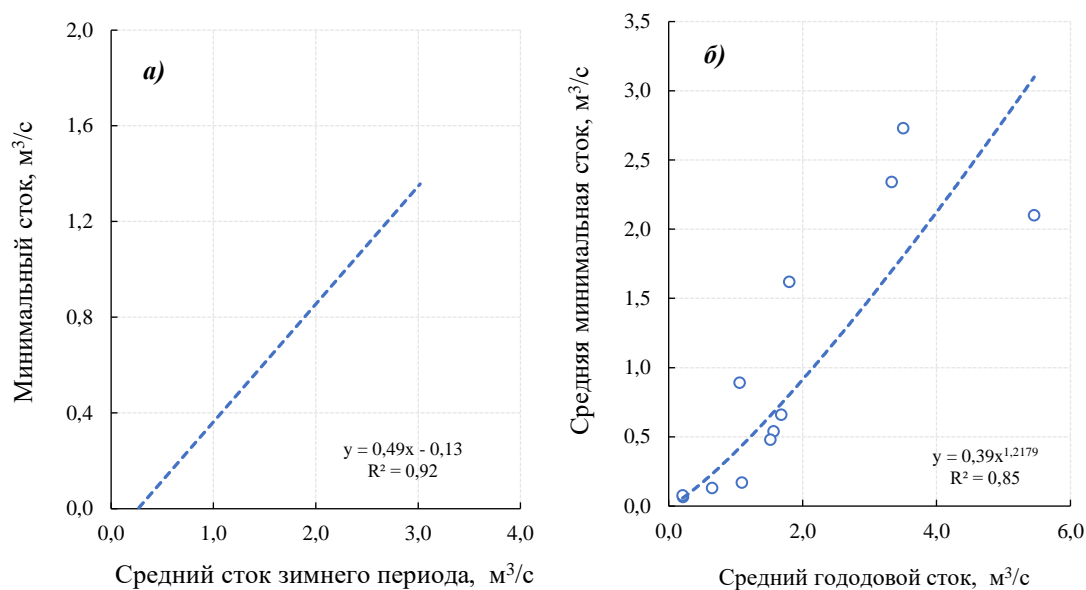 а)
Минимальный сток, м³/с
2,0
1,6
1,2
0,8
0,4
0,0
0,0 1,0 2,0 3,0 4,0
y = 0,49x - 0,13
R² = 0,92
Средний сток зимнего периода, м³/с
б)
Средняя минимальная сток, м³/с
3,5
3,0
2,5
2,0
1,5
1,0
0,5
0,0
0,0 2,0 4,0 6,0
y = 0,39x^1,2179
R² = 0,85
Средний гododовой сток, м³/с